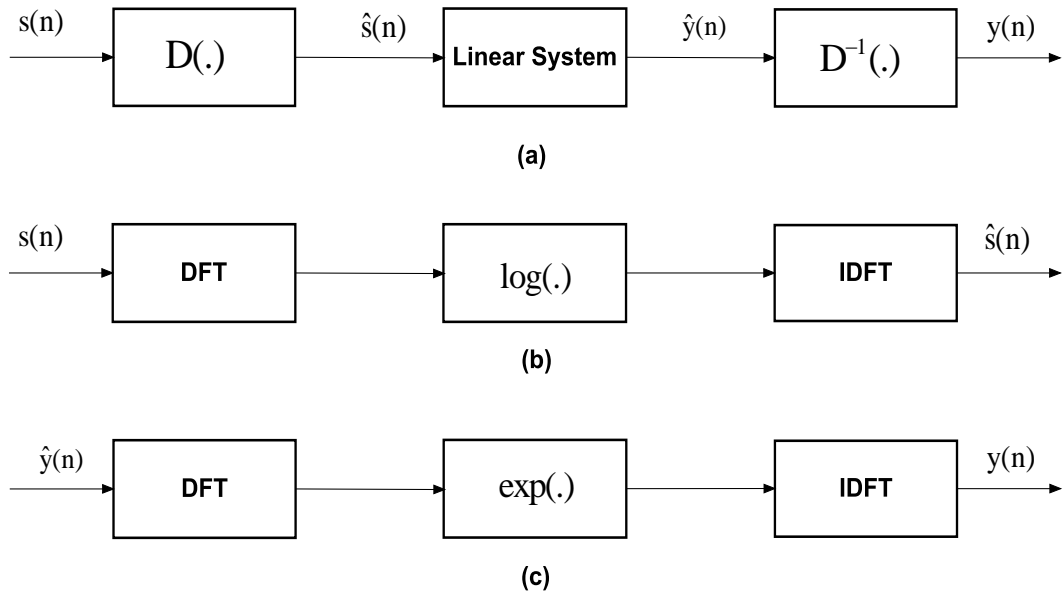 s(n) D(.) ŝ(n) Linear System ŷ(n) D⁻¹(.) y(n)
(a)
s(n) DFT log(.) IDFT ŝ(n)
(b)
ŷ(n) DFT exp(.) IDFT y(n)
(c)